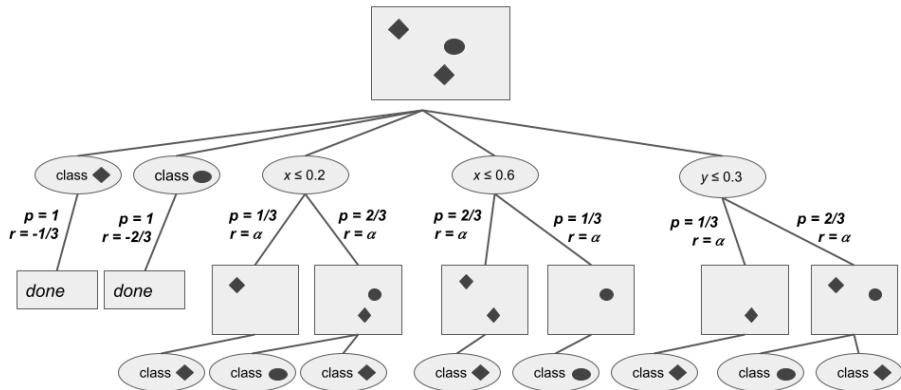 class
class
x ≤ 0.2
x ≤ 0.6
y ≤ 0.3
p = 1
r = -1/3
p = 1
r = -2/3
p = 1/3
r = α
p = 2/3
r = α
p = 2/3
r = α
p = 1/3
r = α
p = 1/3
r = α
p = 2/3
r = α
done
done
class
class
class
class
class
class
class
class